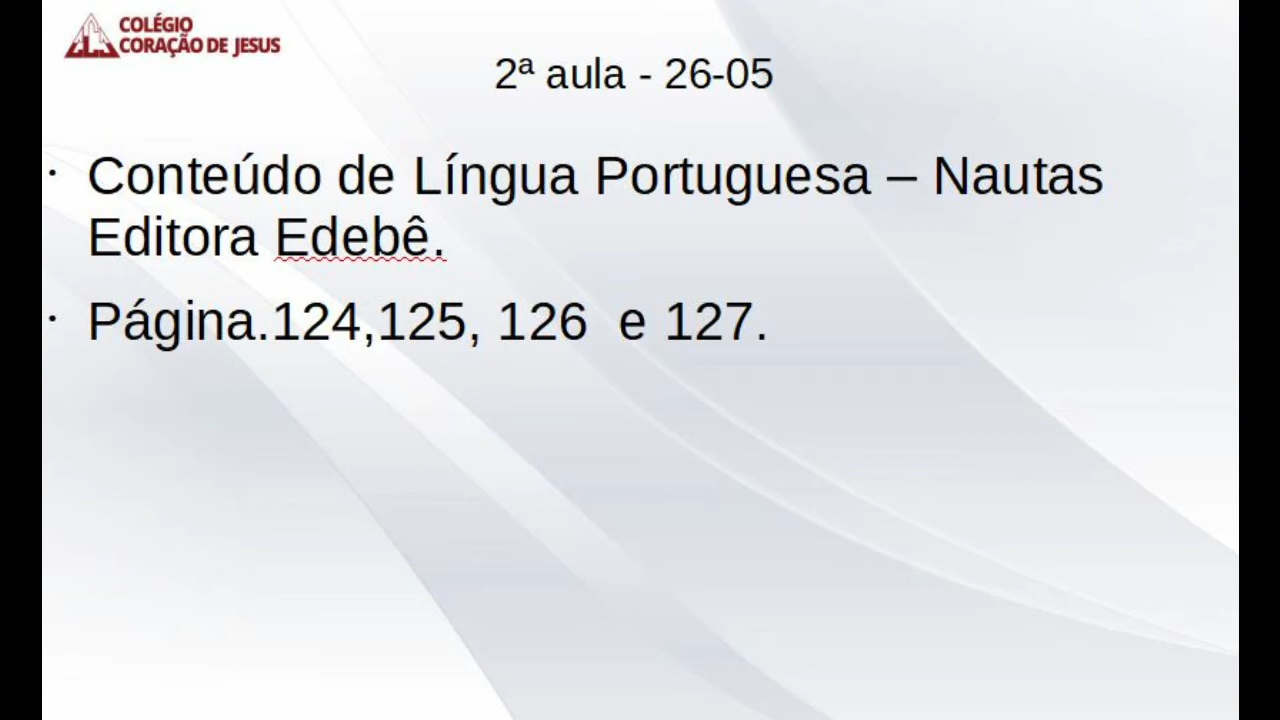 COLÉGIO
CORAÇÃO DE JESUS
2ª aula - 26-05
· Conteúdo de Língua Portuguesa – Nautas
Editora Edebê.
· Página.124,125, 126  e 127.